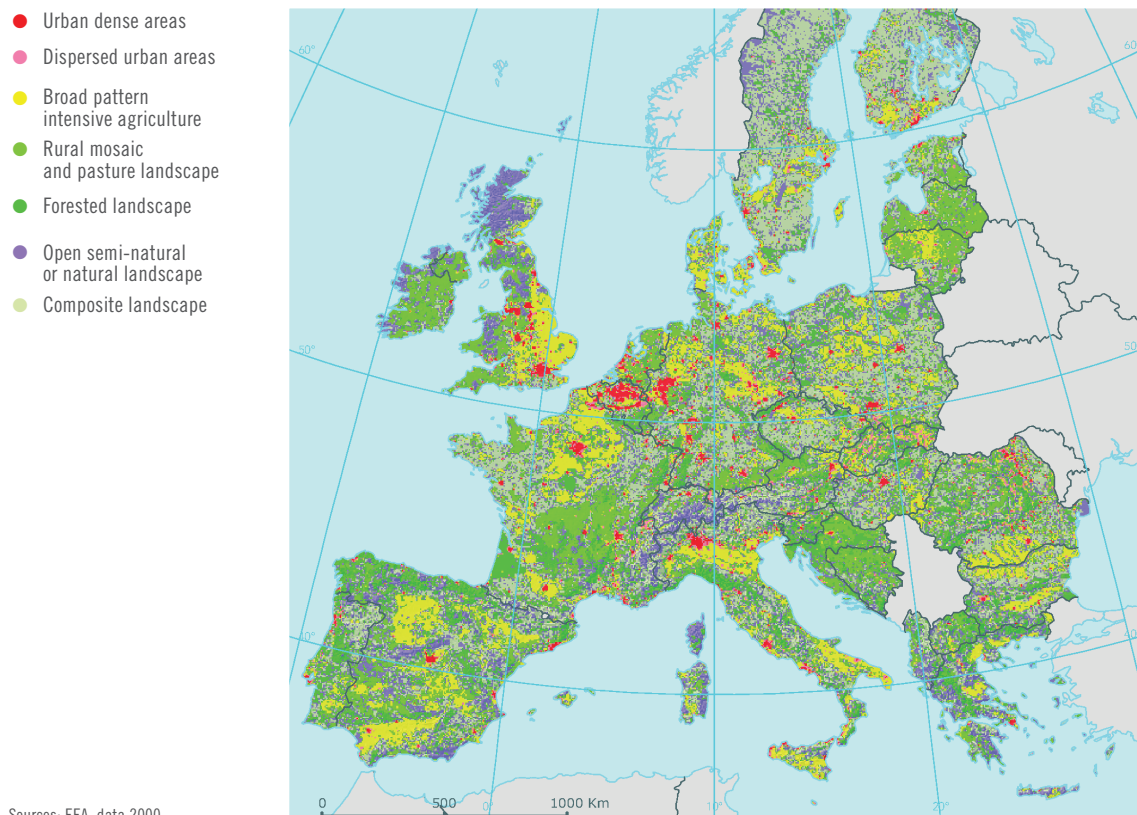 Urban dense areas
Dispersed urban areas
Broad pattern
intensive agriculture
Rural mosaic
and pasture landscape
Forested landscape
Open semi-natural
or natural landscape
Composite landscape
60°
60°
50°
50°
40°
0
500
0°
1000 Km
10°
20°